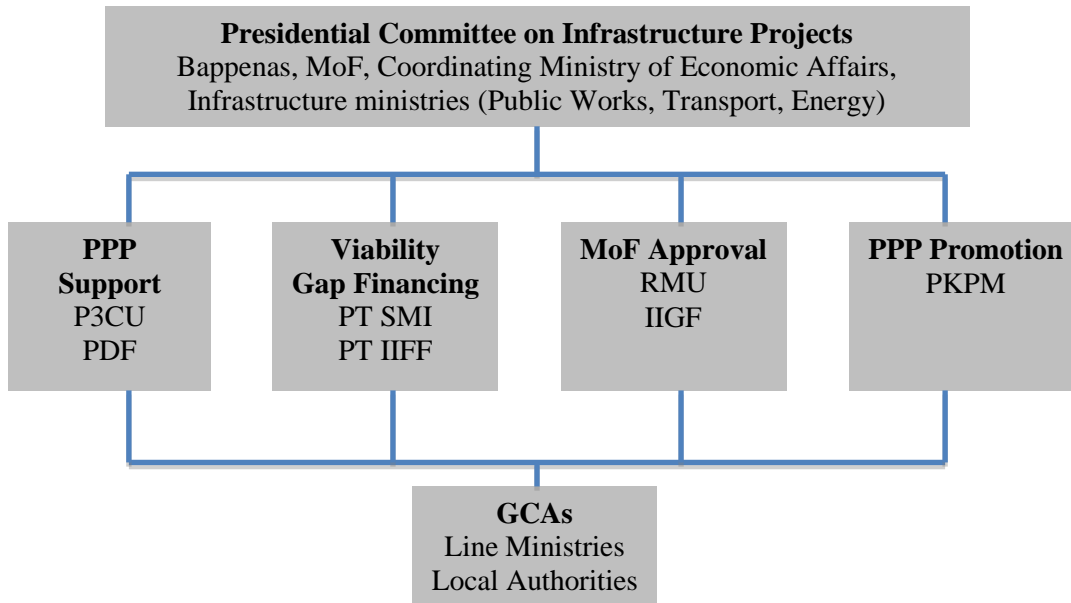 Presidential Committee on Infrastructure Projects
Bappenas, MoF, Coordinating Ministry of Economic Affairs,
Infrastructure ministries (Public Works, Transport, Energy)
PPP
Support
P3CU
PDF
Viability
Gap Financing
PT SMI
PT IIFF
MoF Approval
RMU
IIGF
PPP Promotion
PKPM
GCAs
Line Ministries
Local Authorities